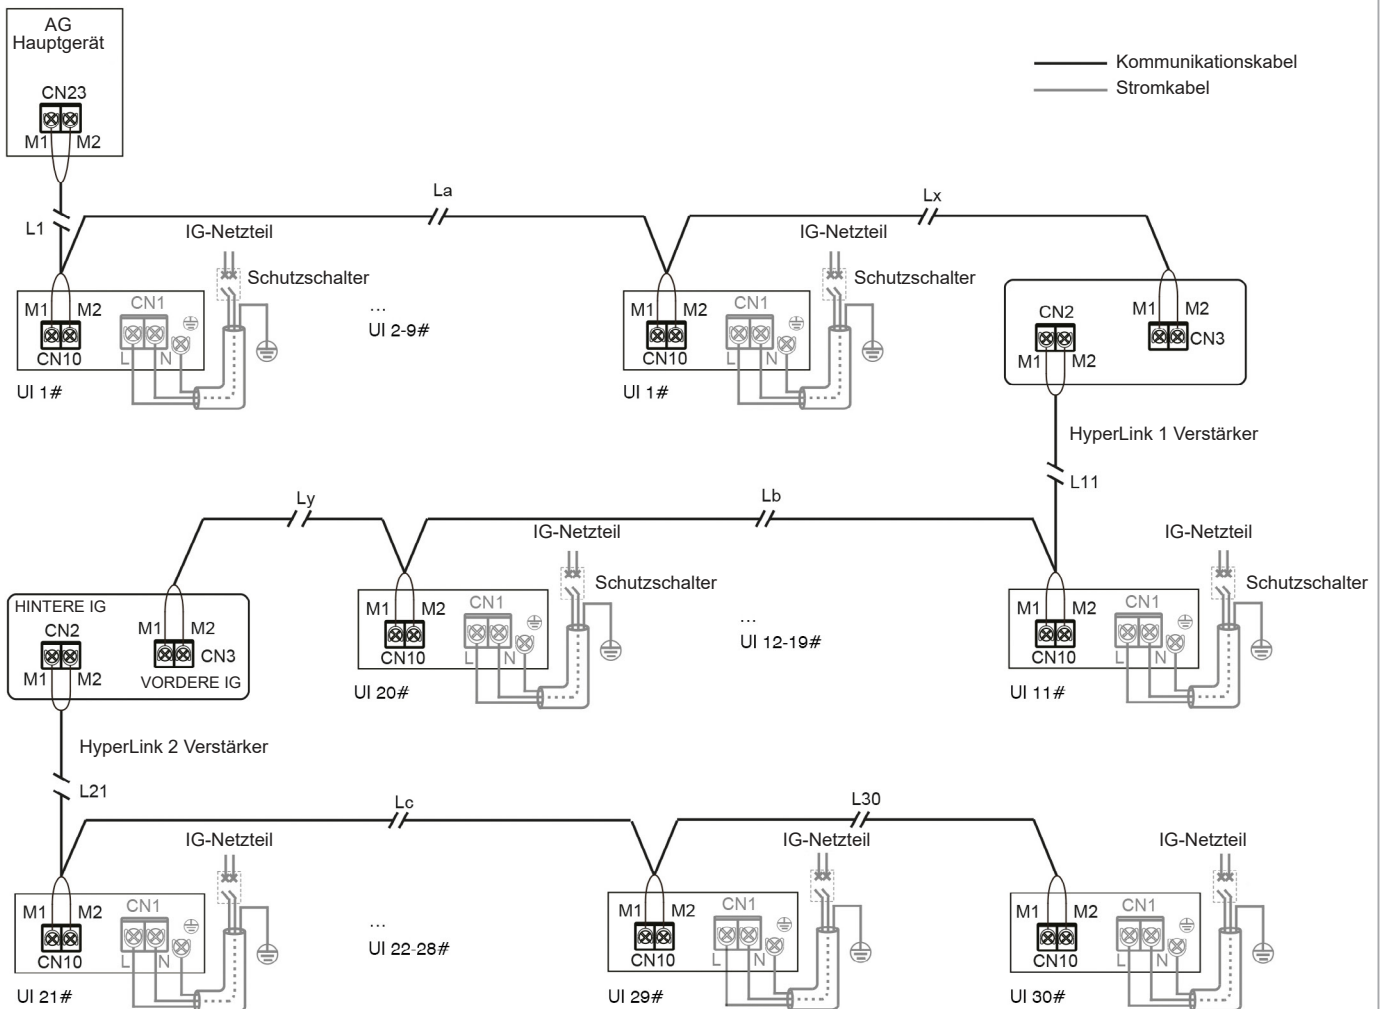 AG
Hauptgerät
CN23
M1 M2
Kommunikationskabel
Stromkabel
L1
La
Lx
IG-Netzteil
Schutzschalter
M1 M2
CN10
CN1
L N
UI 1#
...
UI 2-9#
IG-Netzteil
Schutzschalter
M1 M2
CN10
CN1
L N
UI 1#
CN2
M1 M2
M1 M2
CN3
HyperLink 1 Verstärker
L11
Ly
Lb
HINTERE IG
CN2
M1 M2
M1 M2
CN3
VORDERE IG
IG-Netzteil
Schutzschalter
M1 M2
CN10
CN1
L N
UI 20#
...
UI 12-19#
IG-Netzteil
Schutzschalter
M1 M2
CN10
CN1
L N
UI 11#
HyperLink 2 Verstärker
L21
Lc
L30
IG-Netzteil
M1 M2
CN10
CN1
L N
UI 21#
...
UI 22-28#
IG-Netzteil
M1 M2
CN10
CN1
L N
UI 29#
IG-Netzteil
M1 M2
CN10
CN1
L N
UI 30#